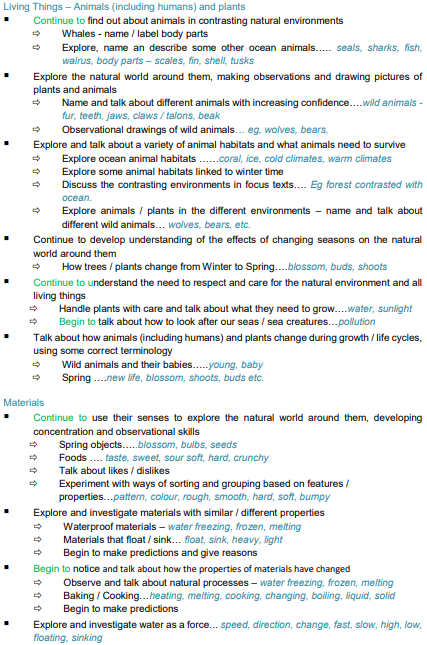 Living Things – Animals (including humans) and plants
▪ Continue to find out about animals in contrasting natural environments
⇨ Whales - name / label body parts
⇨ Explore, name an describe some other ocean animals….. seals, sharks, fish,
walrus, body parts – scales, fin, shell, tusks
▪ Explore the natural world around them, making observations and drawing pictures of
plants and animals
⇨ Name and talk about different animals with increasing confidence….wild animals -
fur, teeth, jaws, claws / talons, beak
⇨ Observational drawings of wild animals… eg, wolves, bears.
▪ Explore and talk about a variety of animal habitats and what animals need to survive
⇨ Explore ocean animal habitats ……coral, ice, cold climates, warm climates
⇨ Explore some animal habitats linked to winter time
⇨ Discuss the contrasting environments in focus texts…. Eg forest contrasted with
ocean.
⇨ Explore animals / plants in the different environments – name and talk about
different wild animals… wolves, bears, etc.
▪ Continue to develop understanding of the effects of changing seasons on the natural
world around them
⇨ How trees / plants change from Winter to Spring….blossom, buds, shoots
▪ Continue to understand the need to respect and care for the natural environment and all
living things
⇨ Handle plants with care and talk about what they need to grow….water, sunlight
⇨ Begin to talk about how to look after our seas / sea creatures…pollution
▪ Talk about how animals (including humans) and plants change during growth / life cycles,
using some correct terminology
⇨ Wild animals and their babies…..young, baby
⇨ Spring ….new life, blossom, shoots, buds etc.
Materials
▪ Continue to use their senses to explore the natural world around them, developing
concentration and observational skills
⇨ Spring objects…..blossom, bulbs, seeds
⇨ Foods …. taste, sweet, sour soft, hard, crunchy
⇨ Talk about likes / dislikes
⇨ Experiment with ways of sorting and grouping based on features /
properties…pattern, colour, rough, smooth, hard, soft, bumpy
▪ Explore and investigate materials with similar / different properties
⇨ Waterproof materials – water freezing, frozen, melting
⇨ Materials that float / sink… float, sink, heavy, light
⇨ Begin to make predictions and give reasons
▪ Begin to notice and talk about how the properties of materials have changed
⇨ Observe and talk about natural processes – water freezing, frozen, melting
⇨ Baking / Cooking…heating, melting, cooking, changing, boiling, liquid, solid
⇨ Begin to make predictions
▪ Explore and investigate water as a force... speed, direction, change, fast, slow, high, low,
floating, sinking